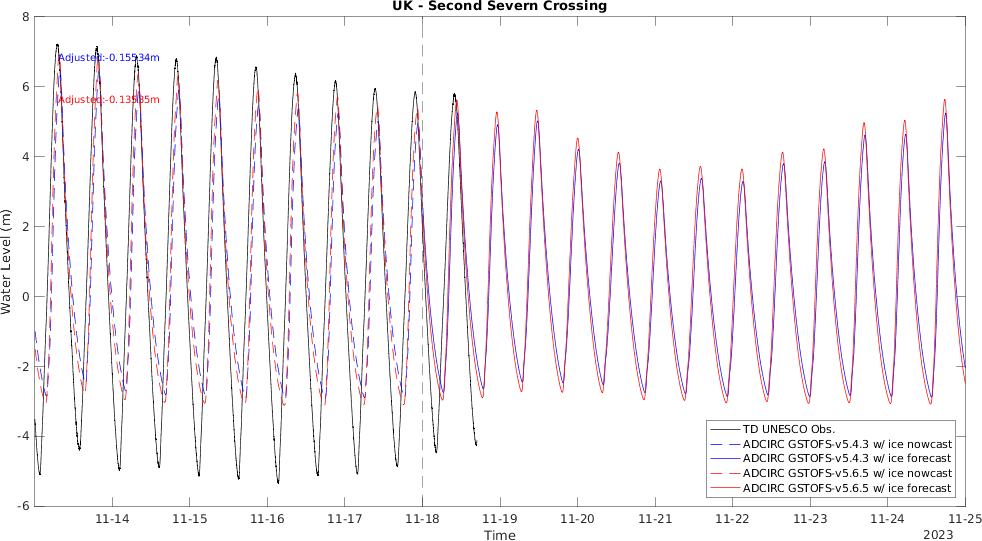 UK - Second Severn Crossing
8
6
4
2
0
-2
-4
-6
Water Level (m)
Adjusted:-0.15534m
Adjusted:-0.13535m
TD UNESCO Obs.
ADCIRC GSTOFS-v5.4.3 w/ ice nowcast
ADCIRC GSTOFS-v5.4.3 w/ ice forecast
ADCIRC GSTOFS-v5.6.5 w/ ice nowcast
ADCIRC GSTOFS-v5.6.5 w/ ice forecast
11-14 11-15 11-16 11-17 11-18 11-19 11-20 11-21 11-22 11-23 11-24 11-25
Time
2023